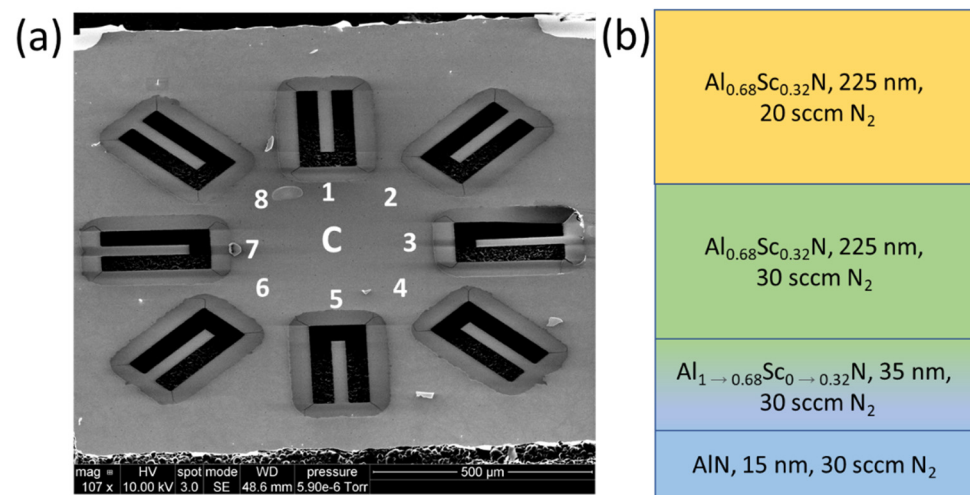 (a)
8 1 2
7 C 3
6 5 4
mag HV spot mode WD pressure
107 x 10.00 kV 3.0 SE 48.6 mm 5.90e-6 Torr
500 µm
(b)
Al0.68Sc0.32N, 225 nm,
20 sccm N2
Al0.68Sc0.32N, 225 nm,
30 sccm N2
Al1→0.68Sc0→0.32N, 35 nm,
30 sccm N2
AlN, 15 nm, 30 sccm N2